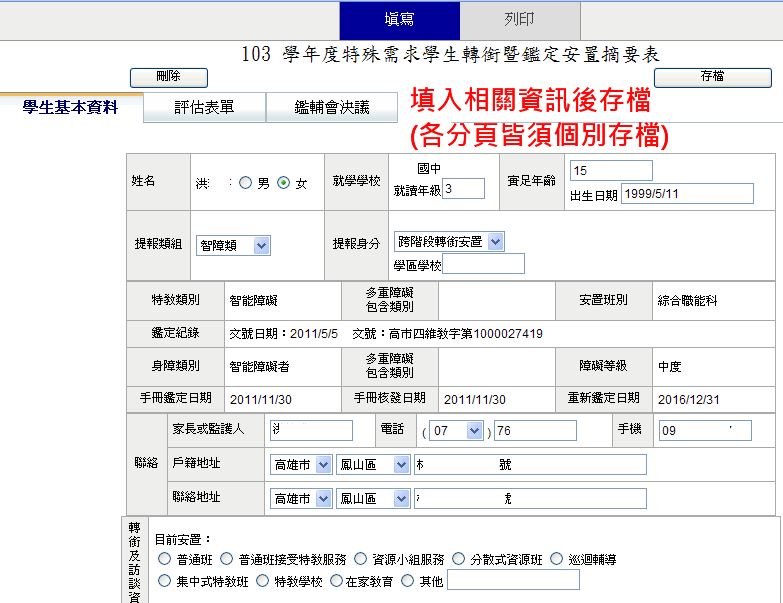 填寫 列印
103 學年度特殊需求學生轉銜暨鑑定安置摘要表
刪除 存檔
學生基本資料 評估表單 鑑輔會決議
填入相關資訊後存檔
(各分頁皆須個別存檔)
姓名 洪 : 男 女 就學學校 國中 實足年齡 15
就讀年級 3 出生日期 1999/5/11
提報類組 智障類 提報身分 跨階段轉銜安置
學區學校
特教類別 智能障礙 多重障礙 包含類別 安置班別 綜合職能科
鑑定紀錄 文號日期：2011/5/5 文號：高市四維教字第1000027419
身障類別 智能障礙者 多重障礙 包含類別 障礙等級 中度
手冊鑑定日期 2011/11/30 手冊核發日期 2011/11/30 重新鑑定日期 2016/12/31
聯絡 家長或監護人 電話 ( 07 ) 76 手機 09
戶籍地址 高雄市 鳳山區 號
聯絡地址 高雄市 鳳山區
轉銜及訪談資
目前安置：
普通班 普通班接受特教服務 資源小組服務 分散式資源班 巡迴輔導
集中式特教班 特教學校 在家教育 其他